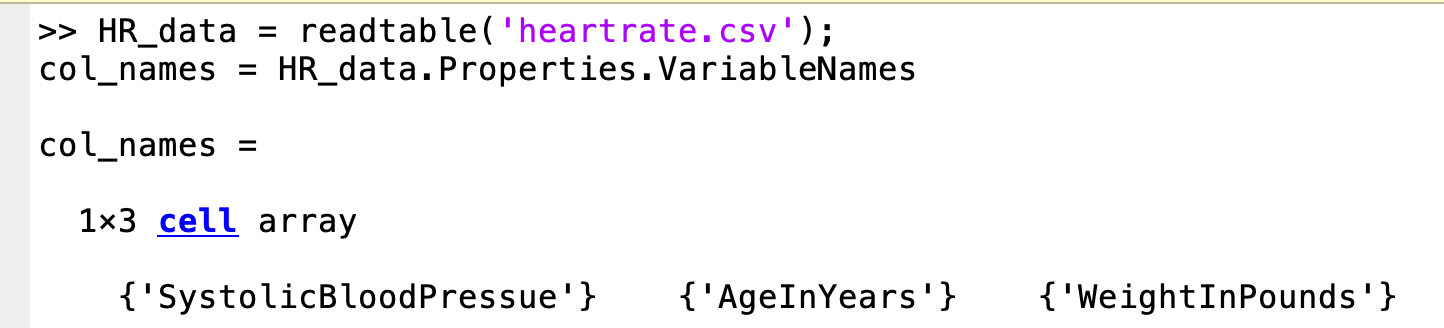 >> HR_data = readtable('heartrate.csv');
col_names = HR_data.Properties.VariableNames
col_names =
1×3 cell array
{'SystolicBloodPressue'} {'AgeInYears'} {'WeightInPounds'}